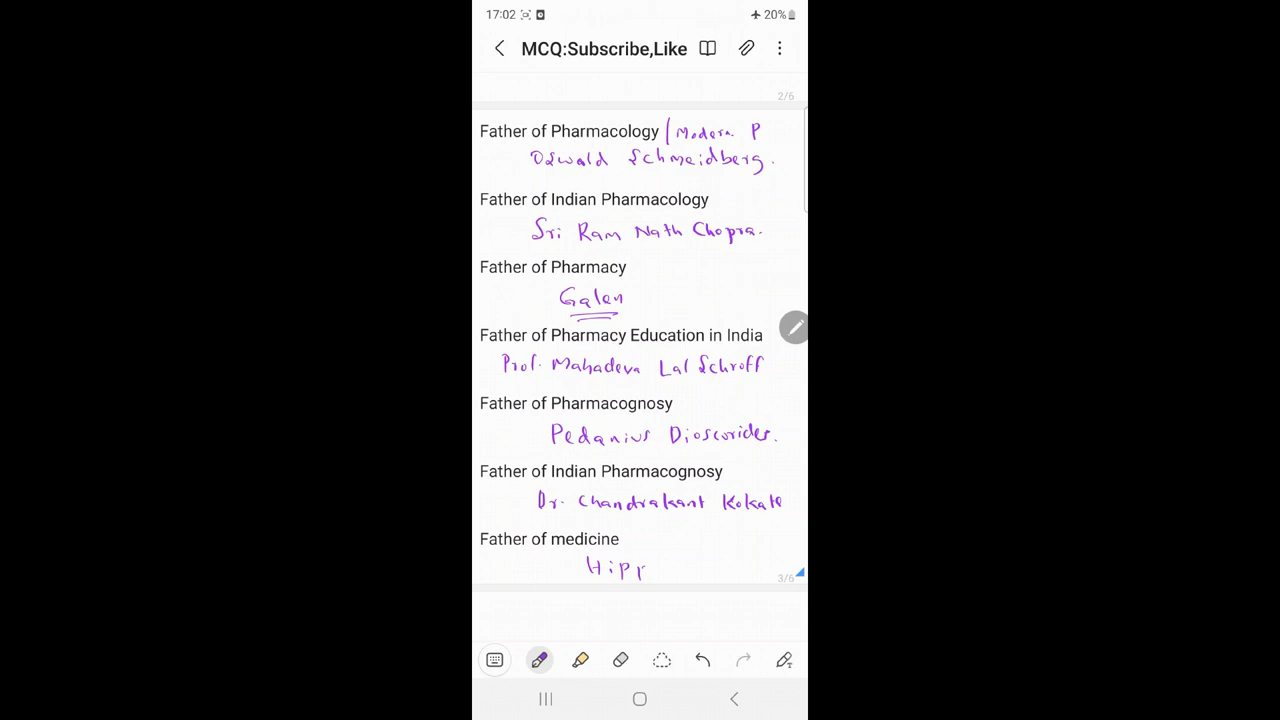 17:02 20%
MCQ:Subscribe,Like
2/6
Father of Pharmacology / Modern P
Oswald Schmeidberg.
Father of Indian Pharmacology
Sri Ram Nath Chopra.
Father of Pharmacy
Galen
Father of Pharmacy Education in India
Prof. Mahadeva Lal Schroff
Father of Pharmacognosy
Pedanius Dioscorides.
Father of Indian Pharmacognosy
Dr. Chandrakant Kokate
Father of medicine
Hipp
3/6